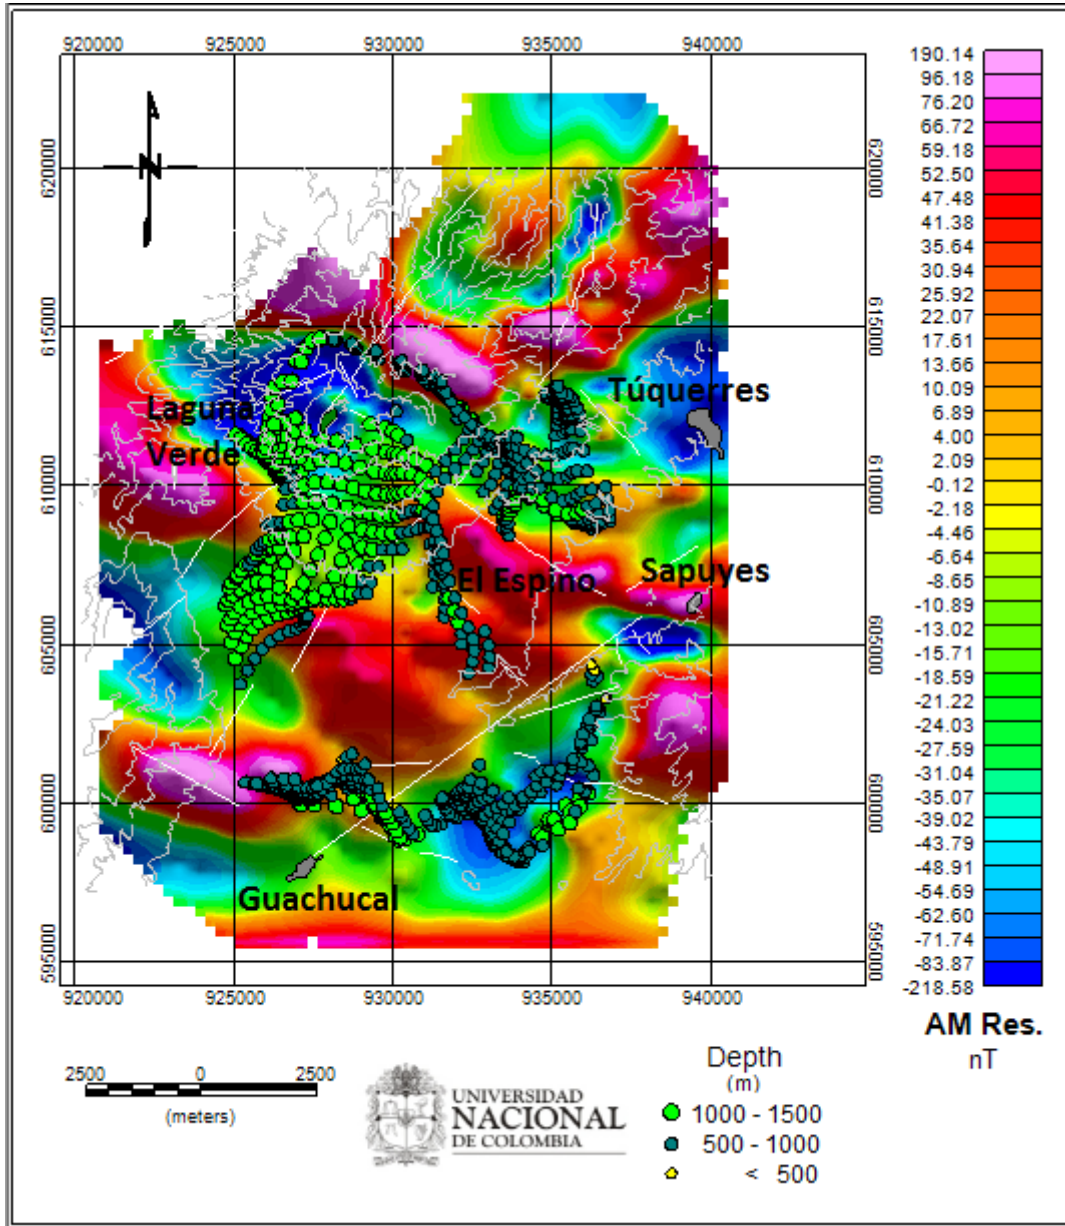 920000 925000 930000 935000 940000
620000
615000
610000
605000
600000
595000
N
620000
615000
610000
605000
600000
595000
Laguna
Verde
Túquerres
El Espino
Sapuyes
Guachucal
920000 925000 930000 935000 940000
190.14
96.18
76.20
66.72
59.18
52.50
47.48
41.38
35.64
30.94
25.92
22.07
17.61
13.66
10.09
6.89
4.00
2.09
-0.12
-2.18
-4.46
-6.64
-8.65
-10.89
-13.02
-15.71
-18.59
-21.22
-24.03
-27.59
-31.04
-35.07
-39.02
-43.79
-48.91
-54.69
-62.60
-71.74
-83.87
-218.58
AM Res.
nT
2500 0 2500
(meters)
UNIVERSIDAD
NACIONAL
DE COLOMBIA
Depth
(m)
1000 - 1500
500 - 1000
< 500